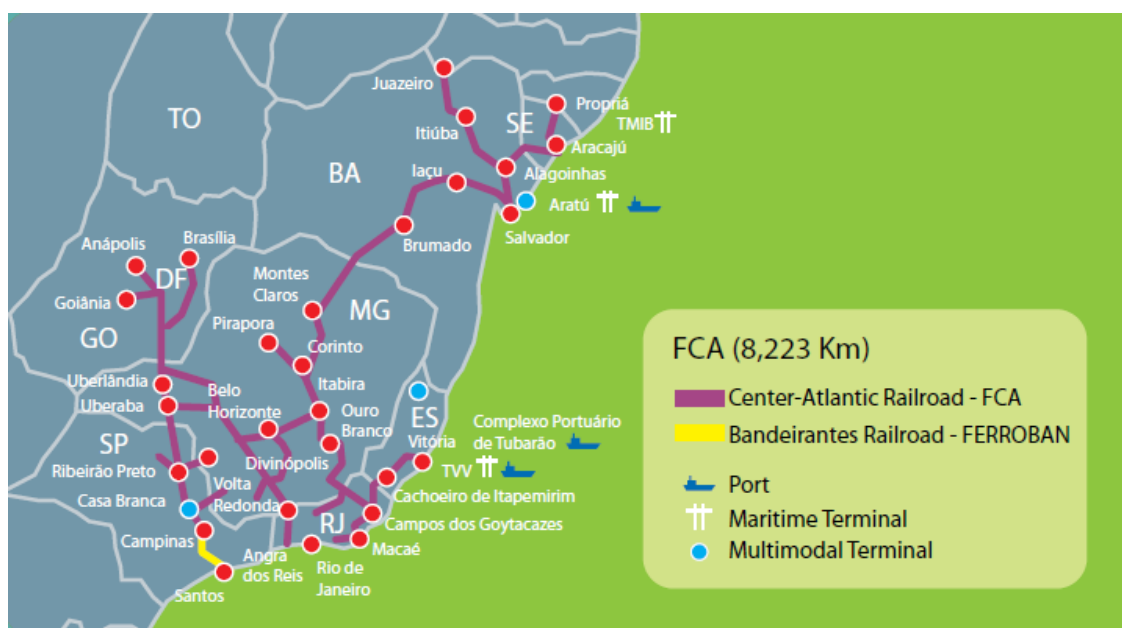 Juazeiro
Propriá
TO
SE
TMIB
Itiúba
Aracajú
BA
Iaçu
Alagoinhas
Aratú
Salvador
Brumado
Anápolis
Brasília
DF
Montes
Claros
Goiânia
MG
Pirapora
GO
Corinto
Uberlândia
Belo
Horizonte
Itabira
Uberaba
Ouro
Branco
ES
Complexo Portuário
de Tubarão
SP
Vitória
Divinópolis
TVV
Ribeirão Preto
Volta
Redonda
Cachoeiro de Itapemirim
Casa Branca
RJ
Campos dos Goytacazes
Campinas
Macaé
Angra
dos Reis
Rio de
Janeiro
Santos
FCA (8,223 Km)
Center-Atlantic Railroad - FCA
Bandeirantes Railroad - FERROBAN
Port
Maritime Terminal
Multimodal Terminal